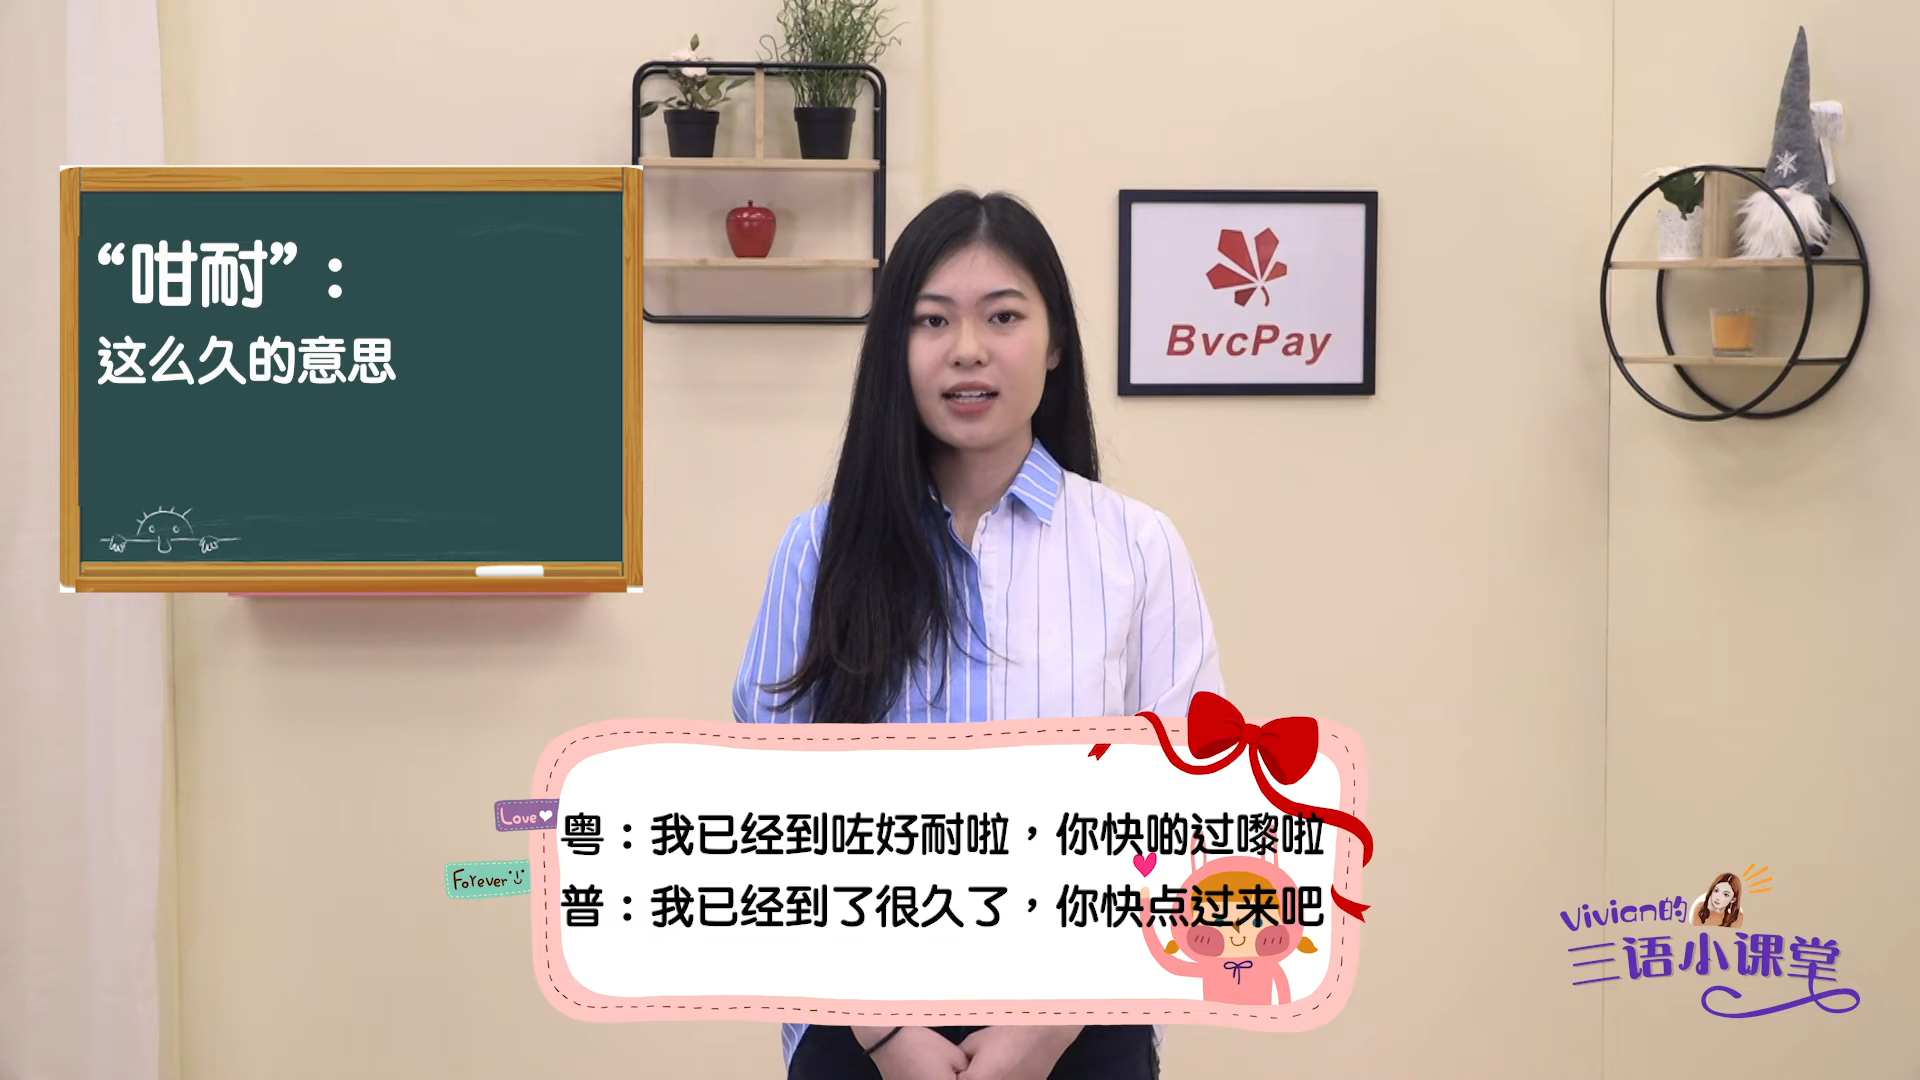 “咁耐”：
这么久的意思
BvcPay
Love
粤：我已经到咗好耐啦，你快啲过嚟啦
Forever
普：我已经到了很久了，你快点过来吧
Vivian的
三语小课堂